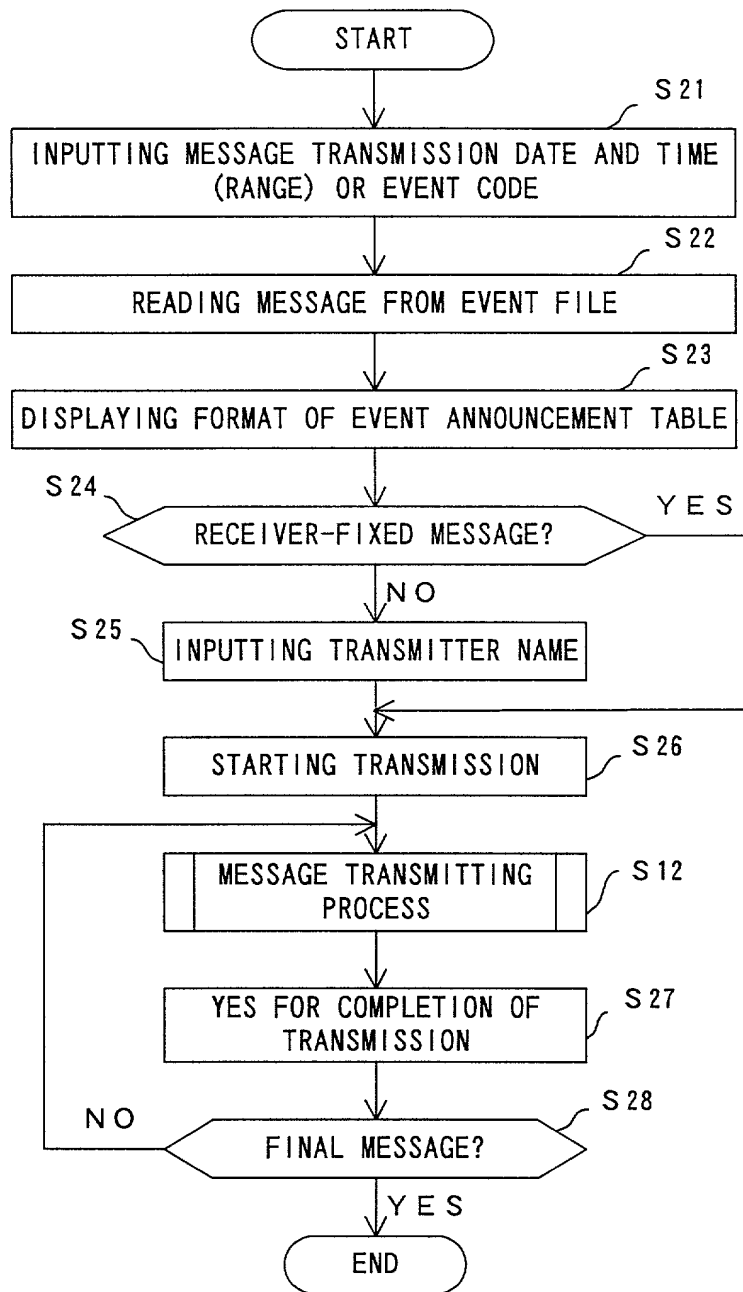 START
S21
INPUTTING MESSAGE TRANSMISSION DATE AND TIME
(RANGE) OR EVENT CODE
S22
READING MESSAGE FROM EVENT FILE
S23
DISPLAYING FORMAT OF EVENT ANNOUNCEMENT TABLE
S24
RECEIVER-FIXED MESSAGE?
YES
NO
S25
INPUTTING TRANSMITTER NAME
STARTING TRANSMISSION
S26
MESSAGE TRANSMITTING
PROCESS
S12
YES FOR COMPLETION OF
TRANSMISSION
S27
S28
NO
FINAL MESSAGE?
YES
END